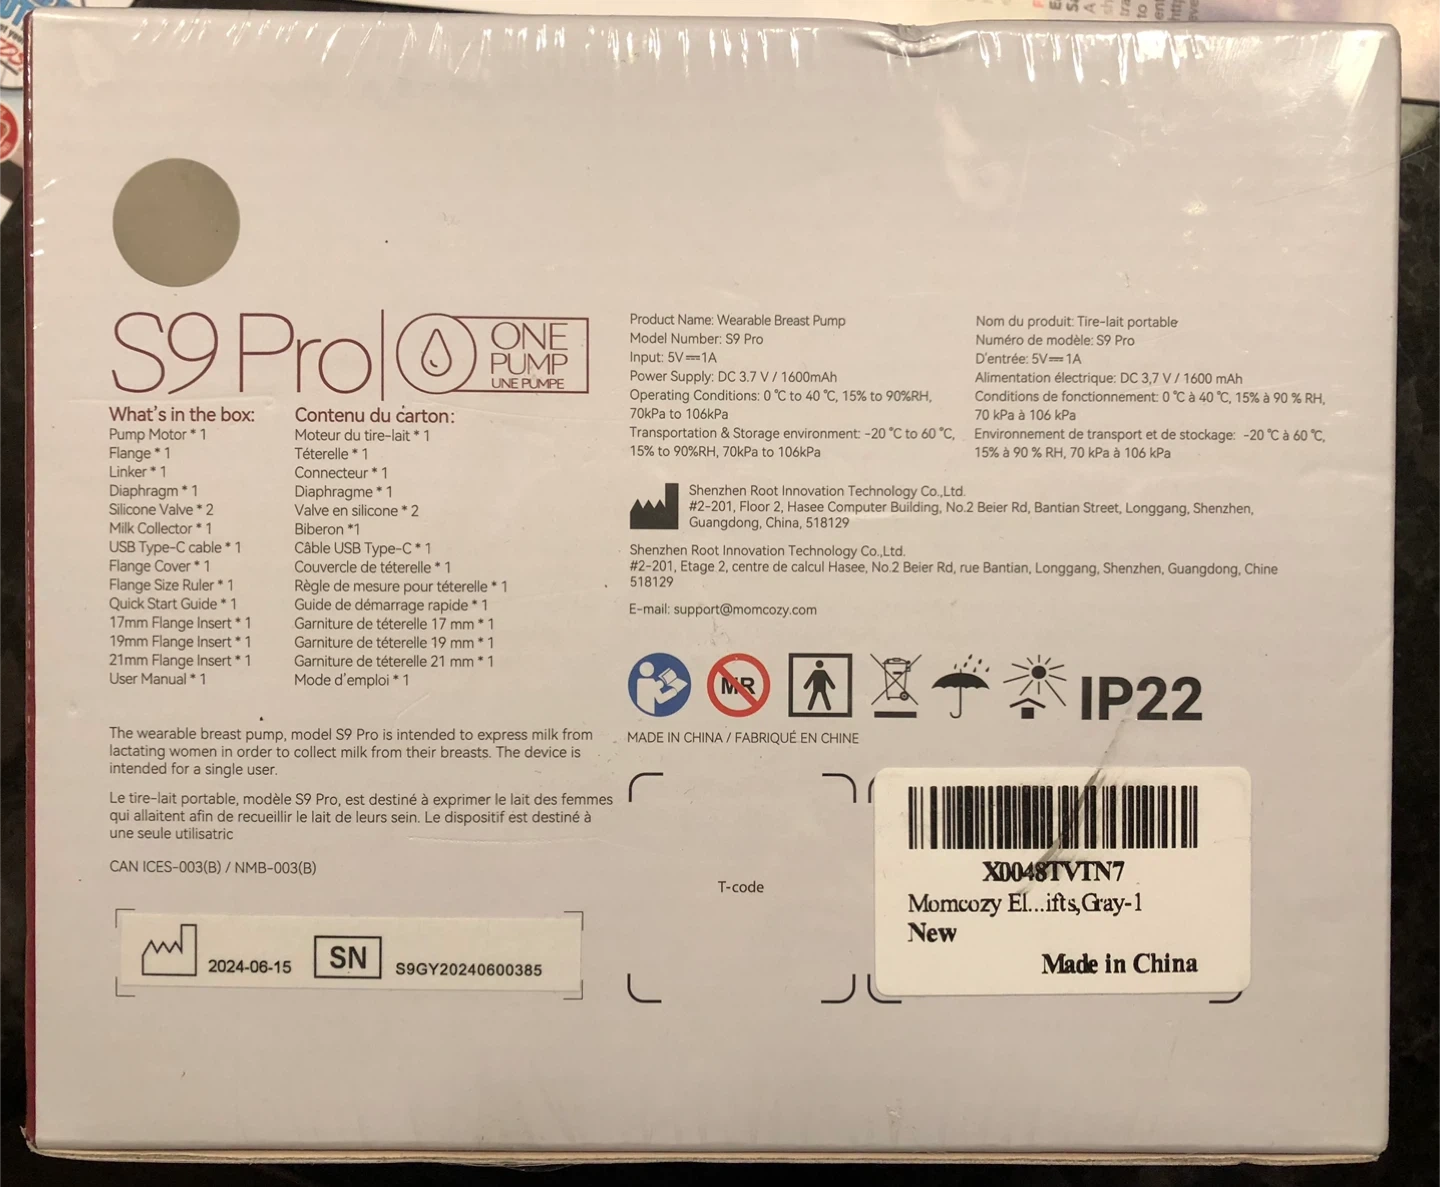 S9 Pro
ONE
PUMP
UNE PUMPE
What's in the box:
Pump Motor * 1
Flange * 1
Linker * 1
Diaphragm * 1
Silicone Valve * 2
Milk Collector * 1
USB Type-C cable * 1
Flange Cover * 1
Flange Size Ruler * 1
Quick Start Guide * 1
17mm Flange Insert * 1
19mm Flange Insert * 1
21mm Flange Insert * 1
User Manual * 1
Contenu du carton:
Moteur du tire-lait * 1
Téterelle * 1
Connecteur * 1
Diaphragme * 1
Valve en silicone * 2
Biberon *1
Câble USB Type-C * 1
Couvercle de téterelle * 1
Règle de mesure pour téterelle * 1
Guide de démarrage rapide * 1
Garniture de téterelle 17 mm * 1
Garniture de téterelle 19 mm * 1
Garniture de téterelle 21 mm * 1
Mode d'emploi * 1
The wearable breast pump, model S9 Pro is intended to express milk from
lactating women in order to collect milk from their breasts. The device is
intended for a single user.
Le tire-lait portable, modèle S9 Pro, est destiné à exprimer le lait des femmes
qui allaitent afin de recueillir le lait de leurs sein. Le dispositif est destiné à
une seule utilisatric
CAN ICES-003(B) / NMB-003(B)
2024-06-15
SN
S9GY20240600385
Product Name: Wearable Breast Pump
Model Number: S9 Pro
Input: 5V⎓1A
Power Supply: DC 3.7 V / 1600mAh
Operating Conditions: 0 °C to 40 °C, 15% to 90%RH,
70kPa to 106kPa
Transportation & Storage environment: -20 °C to 60 °C,
15% to 90%RH, 70kPa to 106kPa
Nom du produit: Tire-lait portable
Numéro de modèle: S9 Pro
D'entrée: 5V⎓1A
Alimentation électrique: DC 3,7 V / 1600 mAh
Conditions de fonctionnement: 0 °C à 40 °C, 15% à 90 % RH,
70 kPa à 106 kPa
Environnement de transport et de stockage: -20 °C à 60 °C,
15% à 90 % RH, 70 kPa à 106 kPa
Shenzhen Root Innovation Technology Co.,Ltd.
#2-201, Floor 2, Hasee Computer Building, No.2 Beier Rd, Bantian Street, Longgang, Shenzhen,
Guangdong, China, 518129
Shenzhen Root Innovation Technology Co.,Ltd.
#2-201, Etage 2, centre de calcul Hasee, No.2 Beier Rd, rue Bantian, Longgang, Shenzhen, Guangdong, Chine
518129
E-mail: support@momcozy.com
MR
IP22
MADE IN CHINA / FABRIQUÉ EN CHINE
T-code
X0048TVTN7
Momcozy El...ifts,Gray-1
New
Made in China